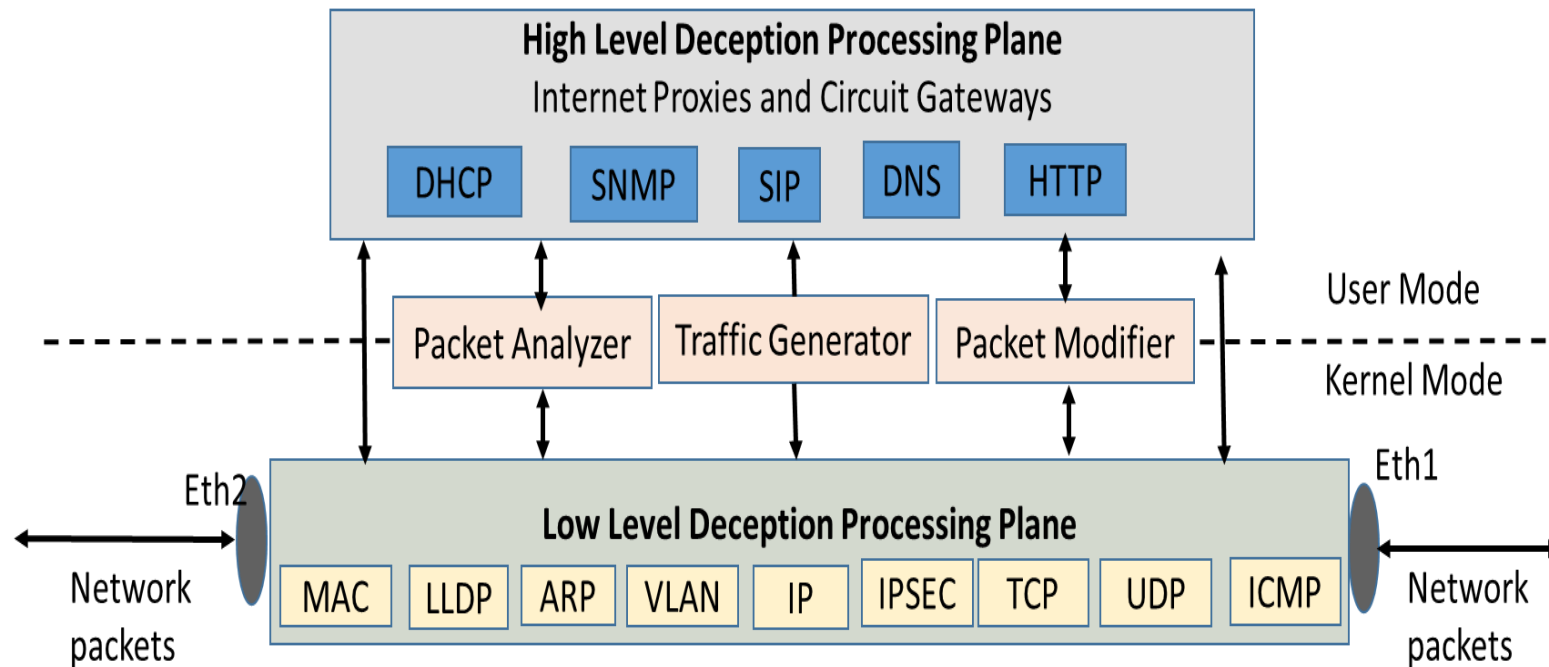 High Level Deception Processing Plane
Internet Proxies and Circuit Gateways
DHCP
SNMP
SIP
DNS
HTTP
User Mode
Packet Analyzer
Traffic Generator
Packet Modifier
Kernel Mode
Eth2
Eth1
Low Level Deception Processing Plane
MAC
LLDP
ARP
VLAN
IP
IPSEC
TCP
UDP
ICMP
Network
packets
Network
packets